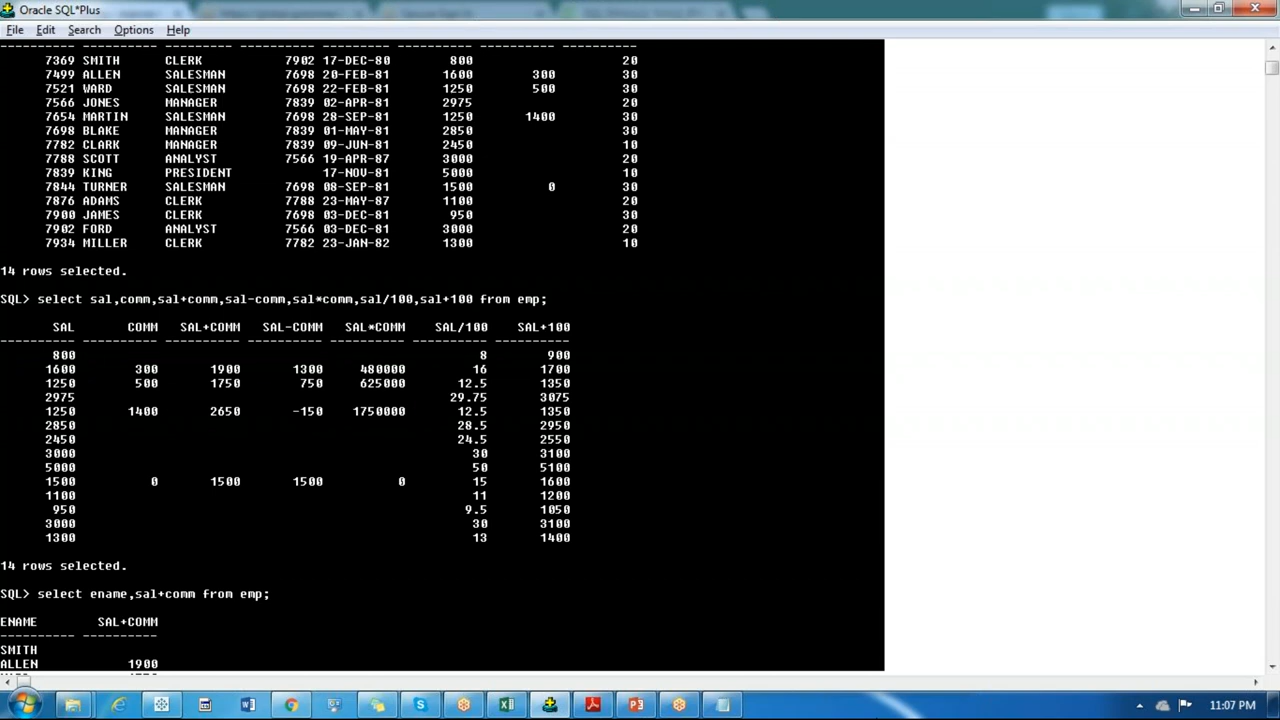 Oracle SQL*Plus
File Edit Search Options Help
---------- ---------- --------- ---------- --------- ---------- ---------- ----------
7369 SMITH CLERK 7902 17-DEC-80 800 20
7499 ALLEN SALESMAN 7698 20-FEB-81 1600 300 30
7521 WARD SALESMAN 7698 22-FEB-81 1250 500 30
7566 JONES MANAGER 7839 02-APR-81 2975 20
7654 MARTIN SALESMAN 7698 28-SEP-81 1250 1400 30
7698 BLAKE MANAGER 7839 01-MAY-81 2850 30
7782 CLARK MANAGER 7839 09-JUN-81 2450 10
7788 SCOTT ANALYST 7566 19-APR-87 3000 20
7839 KING PRESIDENT 17-NOV-81 5000 10
7844 TURNER SALESMAN 7698 08-SEP-81 1500 0 30
7876 ADAMS CLERK 7788 23-MAY-87 1100 20
7900 JAMES CLERK 7698 03-DEC-81 950 30
7902 FORD ANALYST 7566 03-DEC-81 3000 20
7934 MILLER CLERK 7782 23-JAN-82 1300 10
14 rows selected.
SQL> select sal,comm,sal+comm,sal-comm,sal*comm,sal/100,sal+100 from emp;
SAL COMM SAL+COMM SAL-COMM SAL*COMM SAL/100 SAL+100
---------- ---------- ---------- ---------- ---------- ---------- ----------
800 8 900
1600 300 1900 1300 480000 16 1700
1250 500 1750 750 625000 12.5 1350
2975 29.75 3075
1250 1400 2650 -150 1750000 12.5 1350
2850 28.5 2950
2450 24.5 2550
3000 30 3100
5000 50 5100
1500 0 1500 1500 0 15 1600
1100 11 1200
950 9.5 1050
3000 30 3100
1300 13 1400
14 rows selected.
SQL> select ename,sal+comm from emp;
ENAME SAL+COMM
---------- ----------
SMITH
ALLEN 1900
11:07 PM